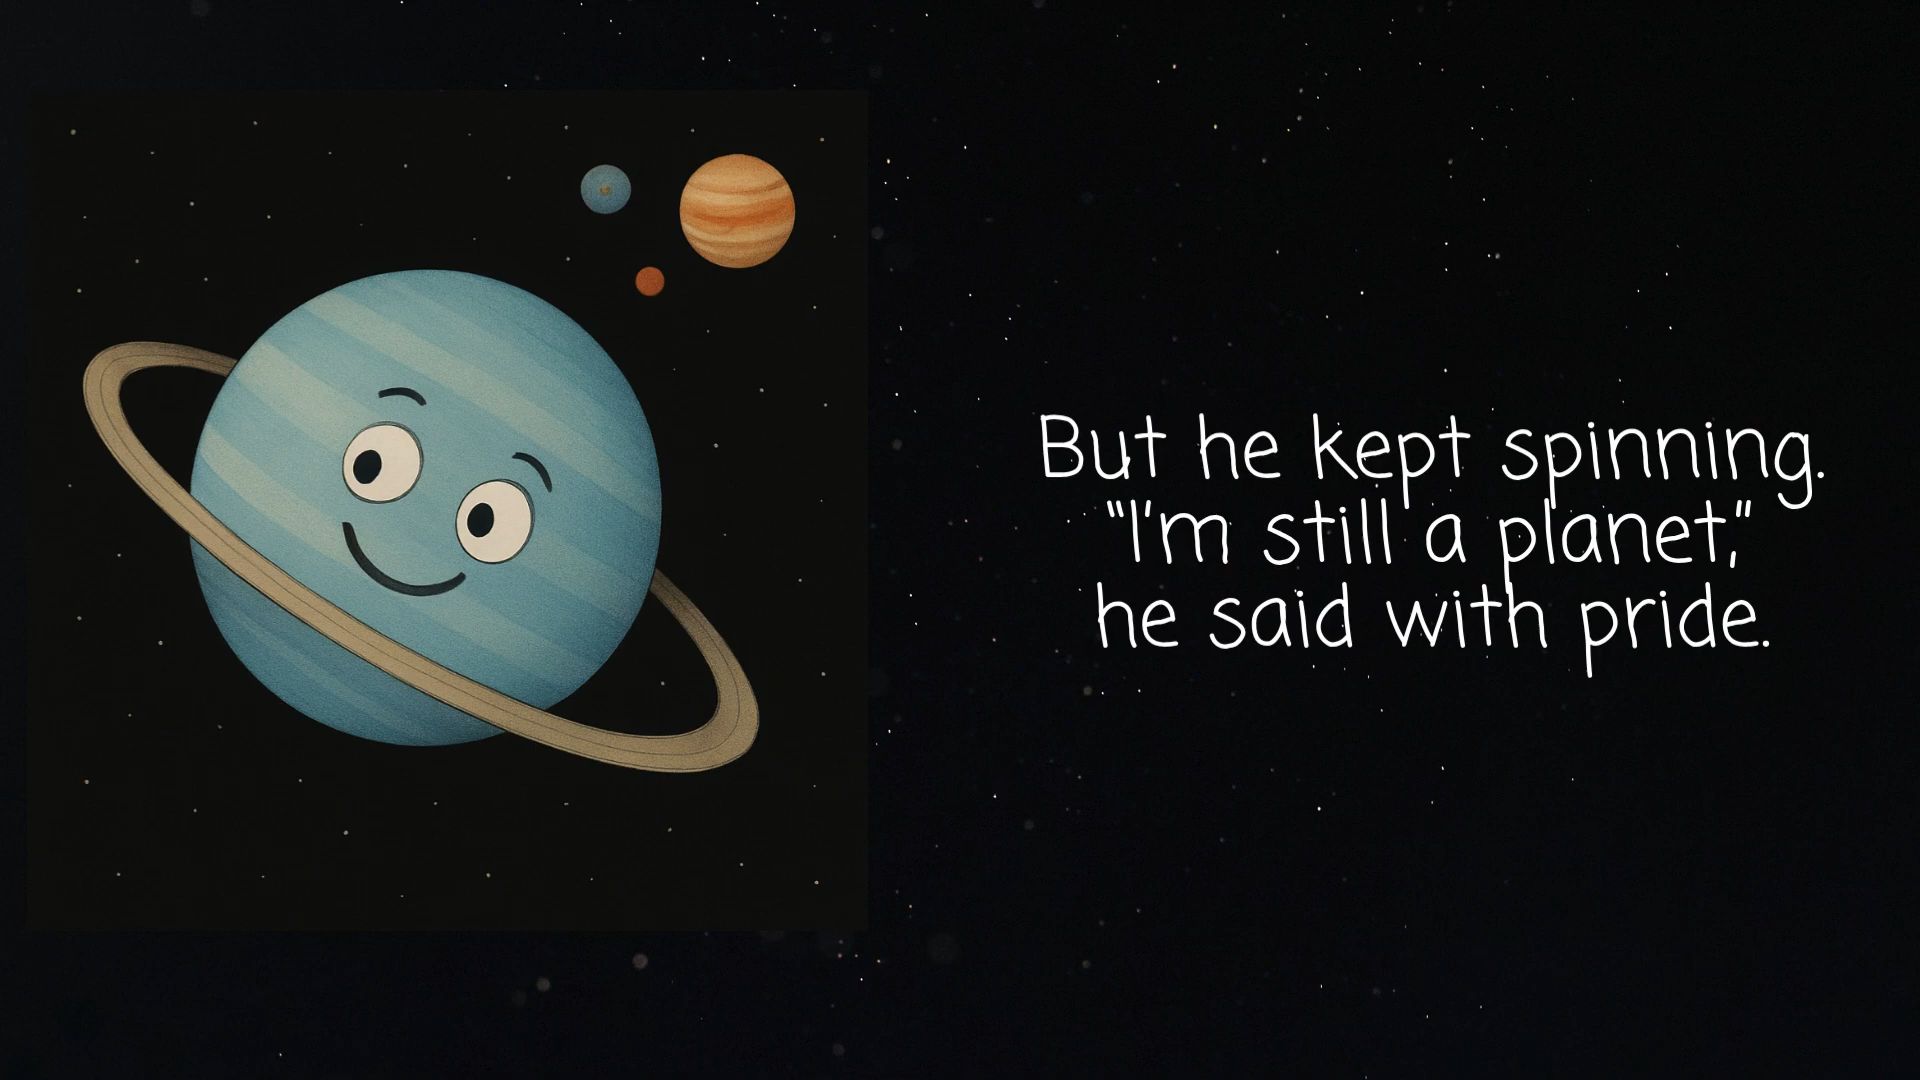 But he kept spinning.
"I'm still a planet,"
he said with pride.